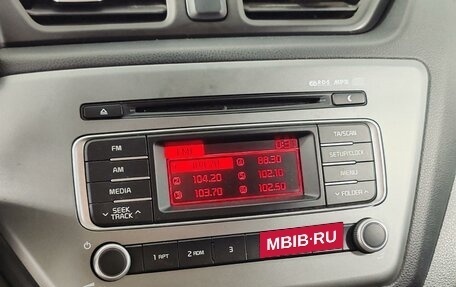 RDS MP3
FM
TA/SCAN
88.30
SETUP/CLOCK
AM
104.20
102.10
MENU
MEDIA
103.70
102.50
FOLDER
SEEK
TRACK
1 RPT
2 RDM
3
MBIB.RU